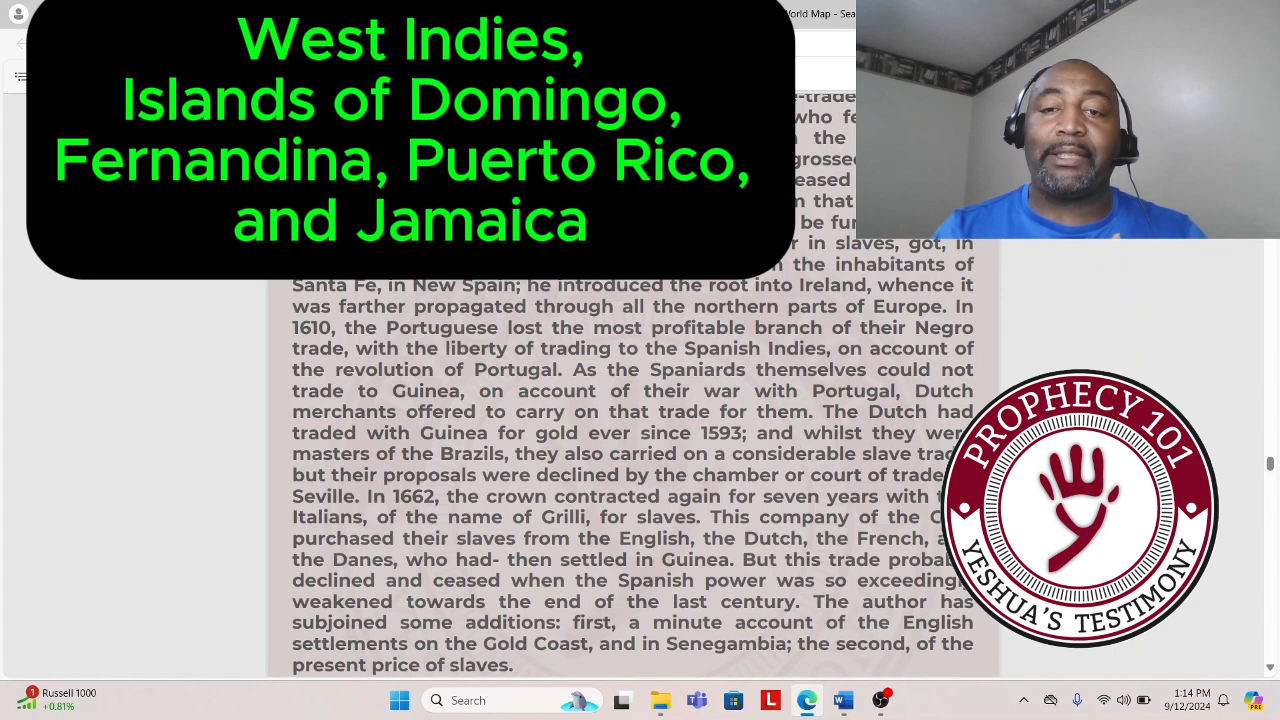 West Indies,
Islands of Domingo,
Fernandina, Puerto Rico,
and Jamaica
World Map - Sea
e-trade
who fe
the
grossed
eased
that
be fur
in slaves, got, in
the inhabitants of
Santa Fe, in New Spain; he introduced the root into Ireland, whence it
was farther propagated through all the northern parts of Europe. In
1610, the Portuguese lost the most profitable branch of their Negro
trade, with the liberty of trading to the Spanish Indies, on account of
the revolution of Portugal. As the Spaniards themselves could not
trade to Guinea, on account of their war with Portugal, Dutch
merchants offered to carry on that trade for them. The Dutch had
traded with Guinea for gold ever since 1593; and whilst they wer
masters of the Brazils, they also carried on a considerable slave trad
but their proposals were declined by the chamber or court of trade
Seville. In 1662, the crown contracted again for seven years with t
Italians, of the name of Grilli, for slaves. This company of the
purchased their slaves from the English, the Dutch, the French, a
the Danes, who had- then settled in Guinea. But this trade probab
declined and ceased when the Spanish power was so exceeding
weakened towards the end of the last century. The author has
subjoined some additions: first, a minute account of the English
settlements on the Gold Coast, and in Senegambia; the second, of the
present price of slaves.
PROPHECY 101
YESHUA'S TESTIMONY
1
Russell 1000
+0.81%
Search
L
W
1:14 PM
9/12/2024
PRE